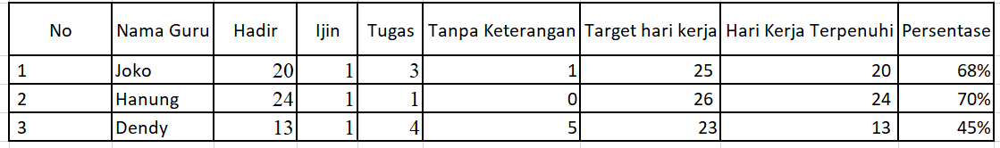 No Nama Guru Hadir Ijin Tugas Tanpa Keterangan Target hari kerja Hari Kerja Terpenuhi Persentase
1 Joko 20 1 3 1 25 20 68%
2 Hanung 24 1 1 0 26 24 70%
3 Dendy 13 1 4 5 23 13 45%